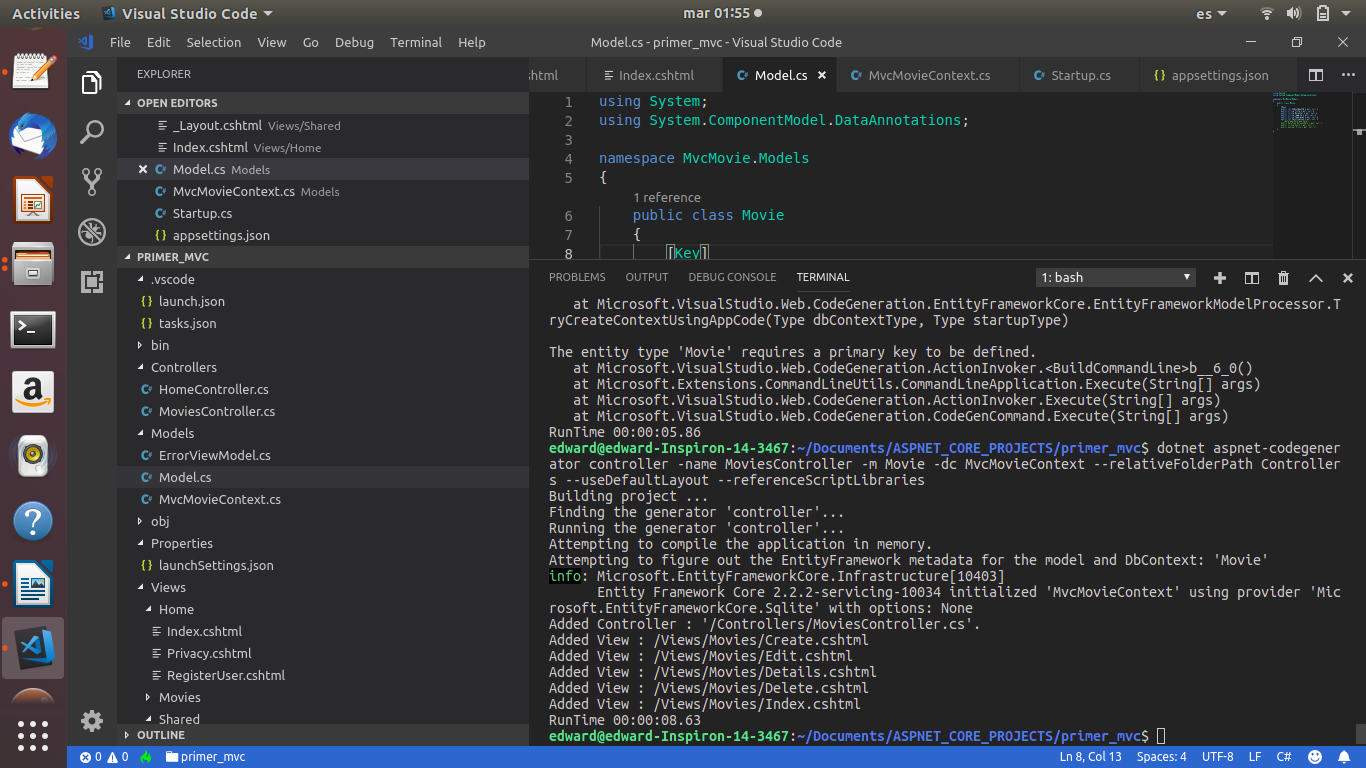 Activities
Visual Studio Code
mar 01:55
es
File Edit Selection View Go Debug Terminal Help
Model.cs - primer_mvc - Visual Studio Code
EXPLORER
OPEN EDITORS
_Layout.cshtml Views/Shared
Index.cshtml Views/Home
Model.cs Models
MvcMovieContext.cs Models
Startup.cs
appsettings.json
PRIMER_MVC
.vscode
launch.json
tasks.json
bin
Controllers
HomeController.cs
MoviesController.cs
Models
ErrorViewModel.cs
Model.cs
MvcMovieContext.cs
obj
Properties
launchSettings.json
Views
Home
Index.cshtml
Privacy.cshtml
RegisterUser.cshtml
Movies
Shared
OUTLINE
html Index.cshtml Model.cs MvcMovieContext.cs Startup.cs appsettings.json
1 using System;
2 using System.ComponentModel.DataAnnotations;
3
4 namespace MvcMovie.Models
5 {
1 reference
6 public class Movie
7 {
8 [Key]
PROBLEMS OUTPUT DEBUG CONSOLE TERMINAL
1: bash
at Microsoft.VisualStudio.Web.CodeGeneration.EntityFrameworkCore.EntityFrameworkModelProcessor.T
ryCreateContextUsingAppCode(Type dbContextType, Type startupType)
The entity type 'Movie' requires a primary key to be defined.
at Microsoft.VisualStudio.Web.CodeGeneration.ActionInvoker.<BuildCommandLine>b__6_0()
at Microsoft.Extensions.CommandLineUtils.CommandLineApplication.Execute(String[] args)
at Microsoft.VisualStudio.Web.CodeGeneration.ActionInvoker.Execute(String[] args)
at Microsoft.VisualStudio.Web.CodeGeneration.CodeGenCommand.Execute(String[] args)
RunTime 00:00:05.86
edward@edward-Inspiron-14-3467:~/Documents/ASPNET_CORE_PROJECTS/primer_mvc$ dotnet aspnet-codegener
ator controller -name MoviesController -m Movie -dc MvcMovieContext --relativeFolderPath Controller
s --useDefaultLayout --referenceScriptLibraries
Building project ...
Finding the generator 'controller'...
Running the generator 'controller'...
Attempting to compile the application in memory.
Attempting to figure out the EntityFramework metadata for the model and DbContext: 'Movie'
info: Microsoft.EntityFrameworkCore.Infrastructure[10403]
Entity Framework Core 2.2.2-servicing-10034 initialized 'MvcMovieContext' using provider 'Mic
rosoft.EntityFrameworkCore.Sqlite' with options: None
Added Controller : '/Controllers/MoviesController.cs'.
Added View : /Views/Movies/Create.cshtml
Added View : /Views/Movies/Edit.cshtml
Added View : /Views/Movies/Details.cshtml
Added View : /Views/Movies/Delete.cshtml
Added View : /Views/Movies/Index.cshtml
RunTime 00:00:08.63
edward@edward-Inspiron-14-3467:~/Documents/ASPNET_CORE_PROJECTS/primer_mvc$
0 0 primer_mvc
Ln 8, Col 13 Spaces: 4 UTF-8 LF C#